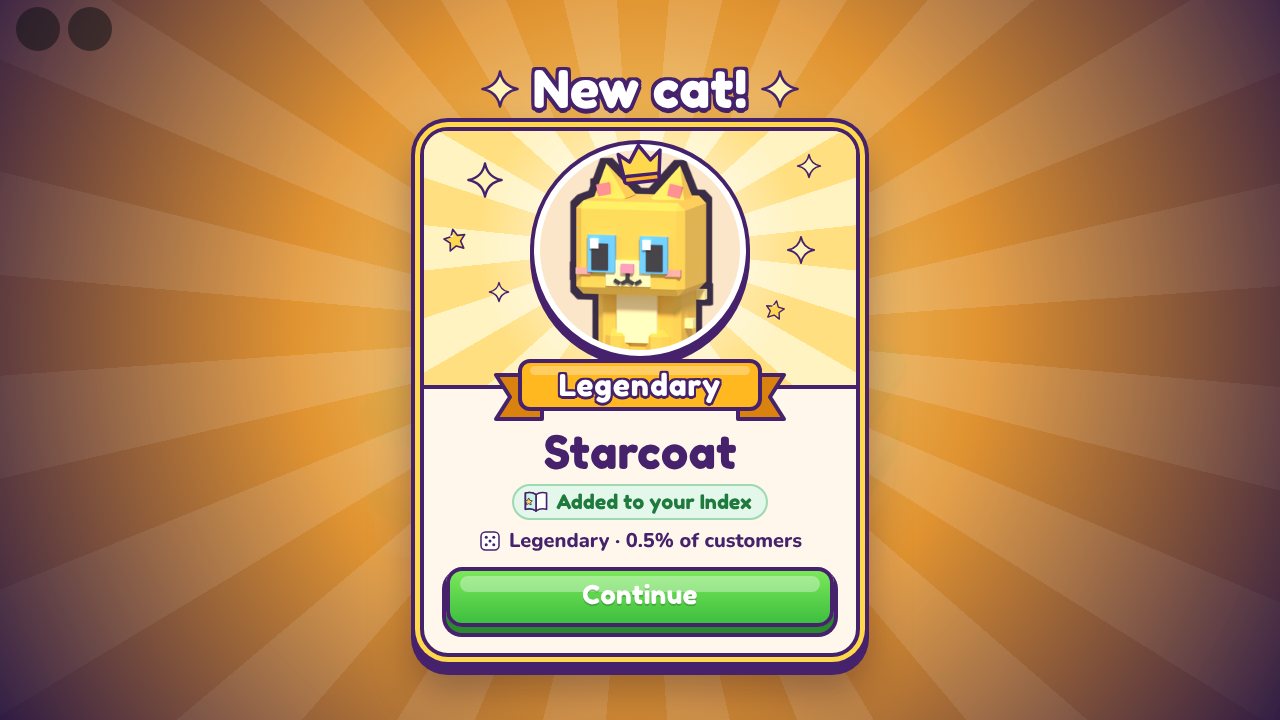 New cat!
Legendary
Starcoat
Added to your Index
Legendary · 0.5% of customers
Continue